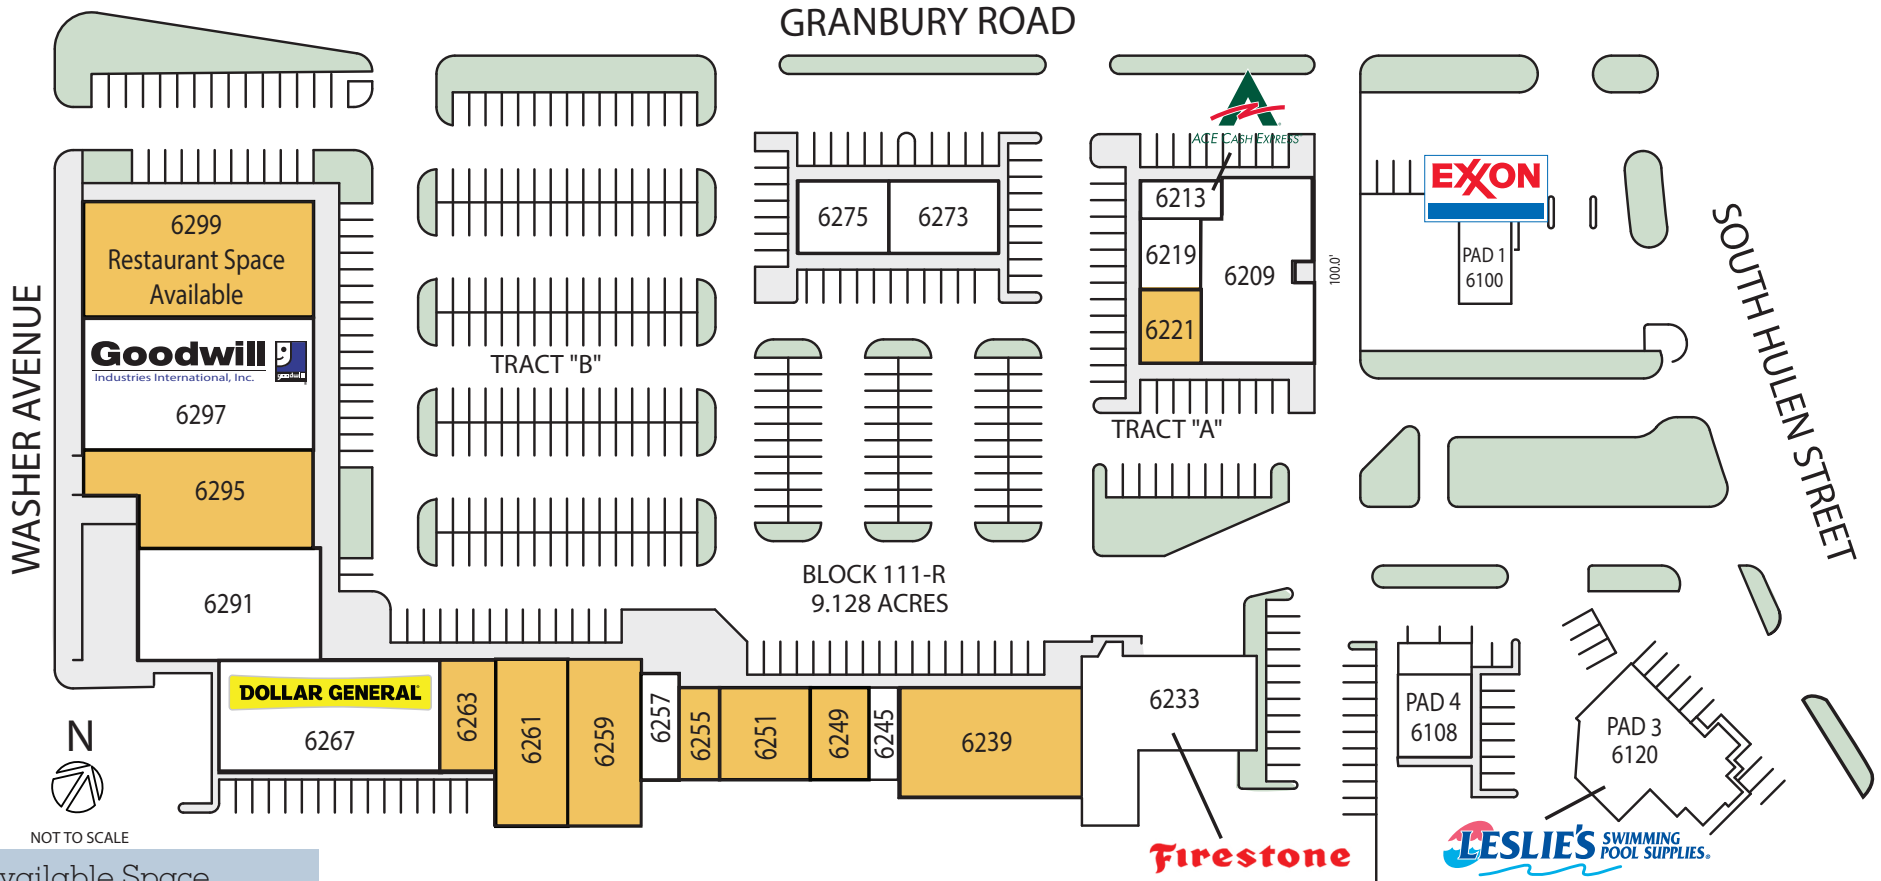 GRANBURY ROAD
ACE CASH EXPRESS
EXXON
PAD 1
6100
SOUTH HULEN STREET
WASHER AVENUE
6299
Restaurant Space
Available
Goodwill
Industries International, Inc.
goodwill
6297
6295
6291
TRACT "B"
6275
6273
6213
6219
6209
6221
100.0'
TRACT "A"
BLOCK 111-R
9.128 ACRES
DOLLAR GENERAL
6267
6263
6261
6259
6257
6255
6251
6249
6245
6239
6233
Firestone
PAD 4
6108
PAD 3
6120
LESLIE'S SWIMMING
POOL SUPPLIES.
N
NOT TO SCALE
vailable Space